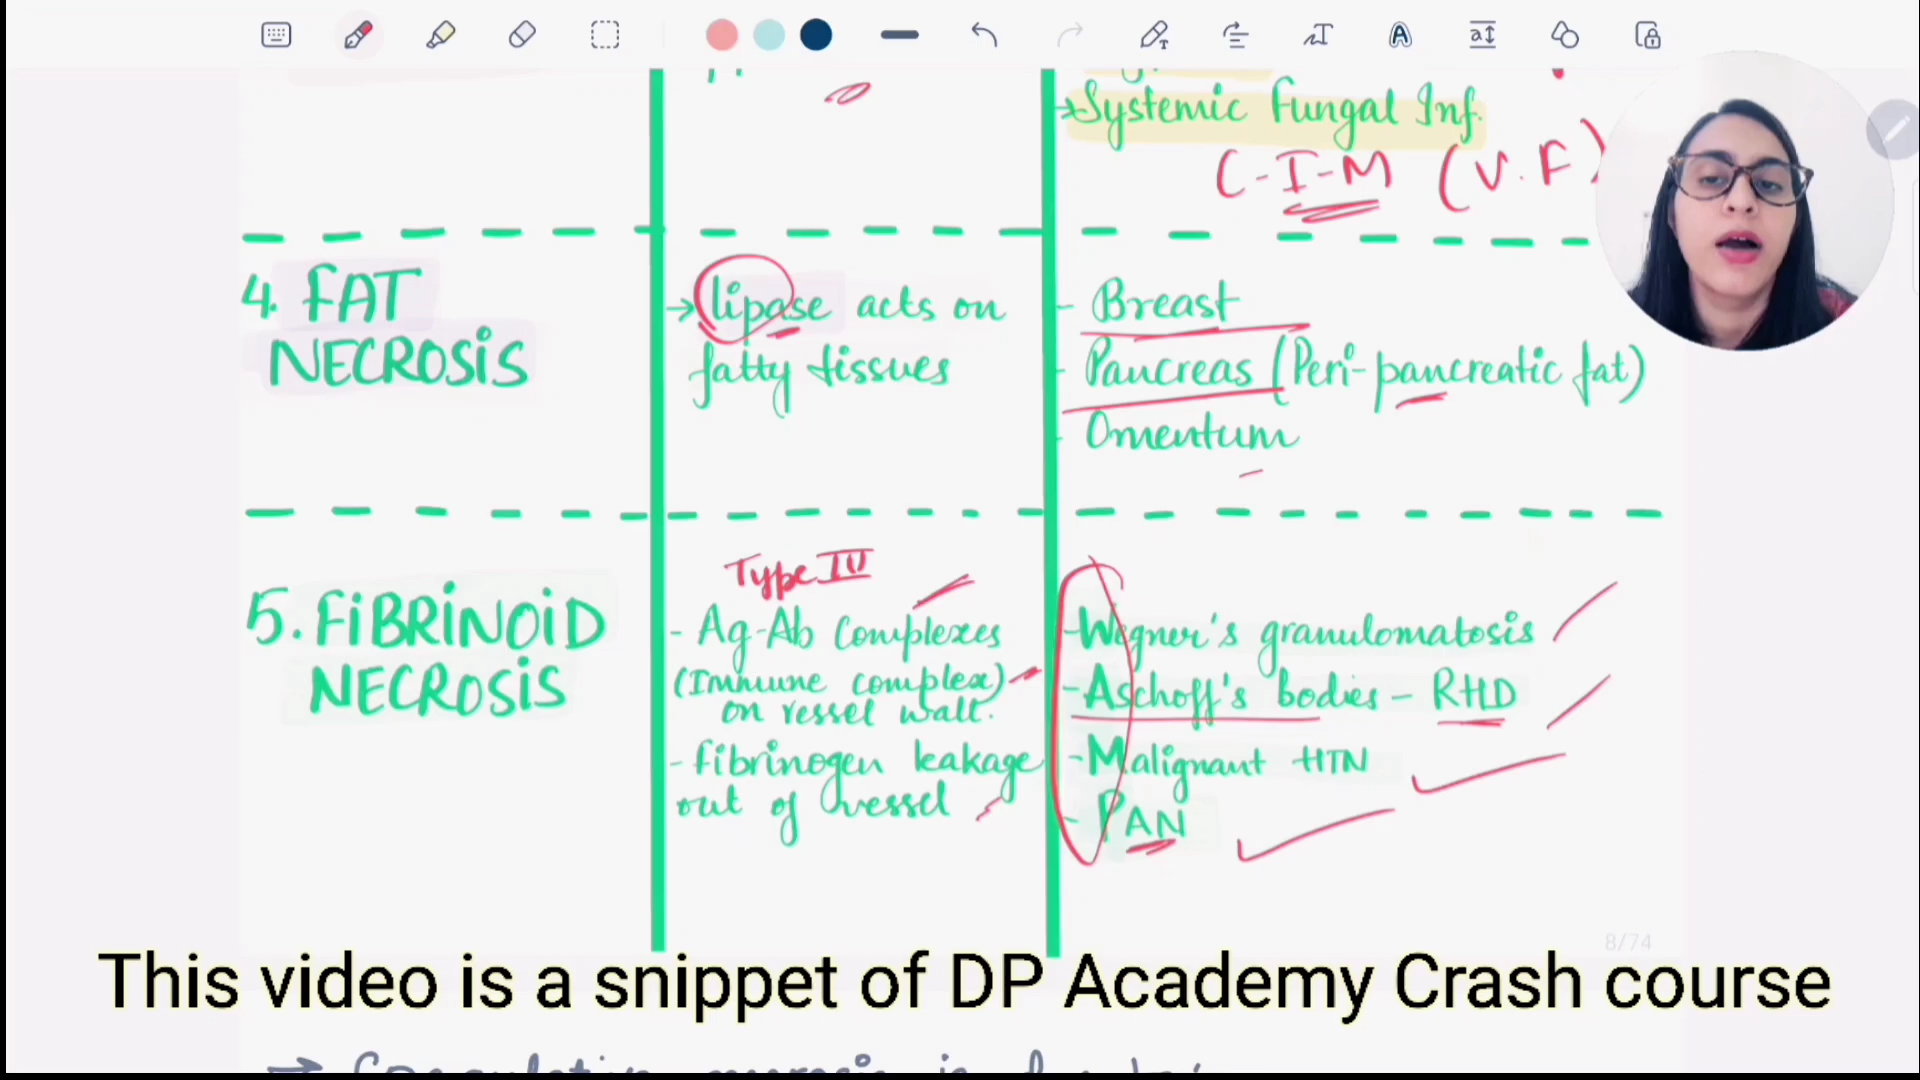 Systemic Fungal Inf.
C-I-M (V.F)
4. FAT
NECROSIS
→ lipase acts on
fatty tissues
- Breast
- Pancreas (Peri-pancreatic fat)
- Omentum
5. FIBRINOID
NECROSIS
Type III
- Ag-Ab Complexes
(Immune complex)
on vessel wall.
- fibrinogen leakage
out of vessel
- Wegner's granulomatosis
- Aschoff's bodies - RHD
- Malignant HTN
- PAN
8/74
This video is a snippet of DP Academy Crash course